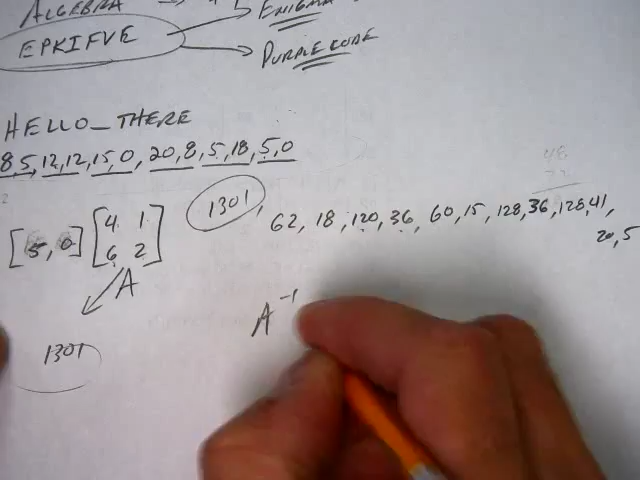 ALGEBRA →
EPKIFVE
ENIGMA
PURPLE CODE
HELLO_THERE
8,5,12,12,15,0,20,8,5,18,5,0
[5,0] [4 1
6 2]
A
1301
1301, 62, 18, 120, 36, 60, 15, 128, 36, 128, 41,
20, 5
A⁻¹